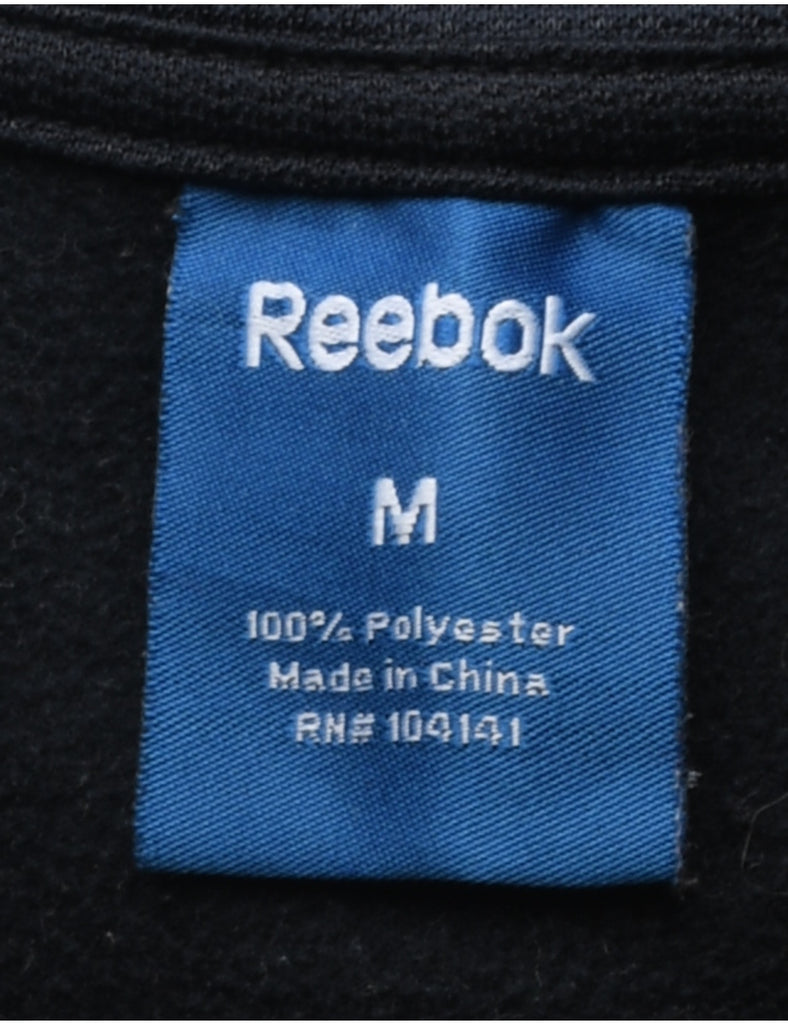 Reebok
M
100% Polyester
Made in China
RN# 104141